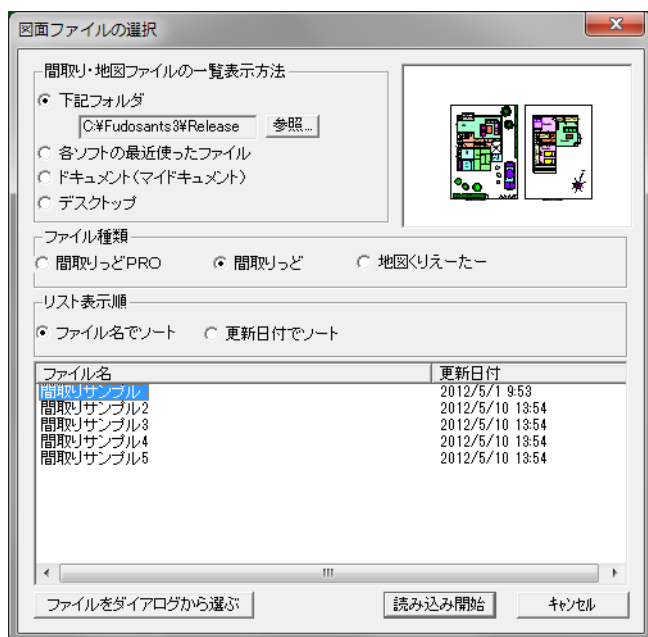 図面ファイルの選択
間取り・地図ファイルの一覧表示方法
下記フォルダ
C:¥Fudosants3¥Release 参照...
各ソフトの最近使ったファイル
ドキュメント(マイドキュメント)
デスクトップ
ファイル種類
間取りっどPRO 間取りっど 地図くりえーたー
リスト表示順
ファイル名でソート 更新日付でソート
ファイル名 更新日付
間取りサンプル1 2012/5/1 9:53
間取りサンプル2 2012/5/10 13:54
間取りサンプル3 2012/5/10 13:54
間取りサンプル4 2012/5/10 13:54
間取りサンプル5 2012/5/10 13:54
ファイルをダイアログから選ぶ 読み込み開始 キャンセル